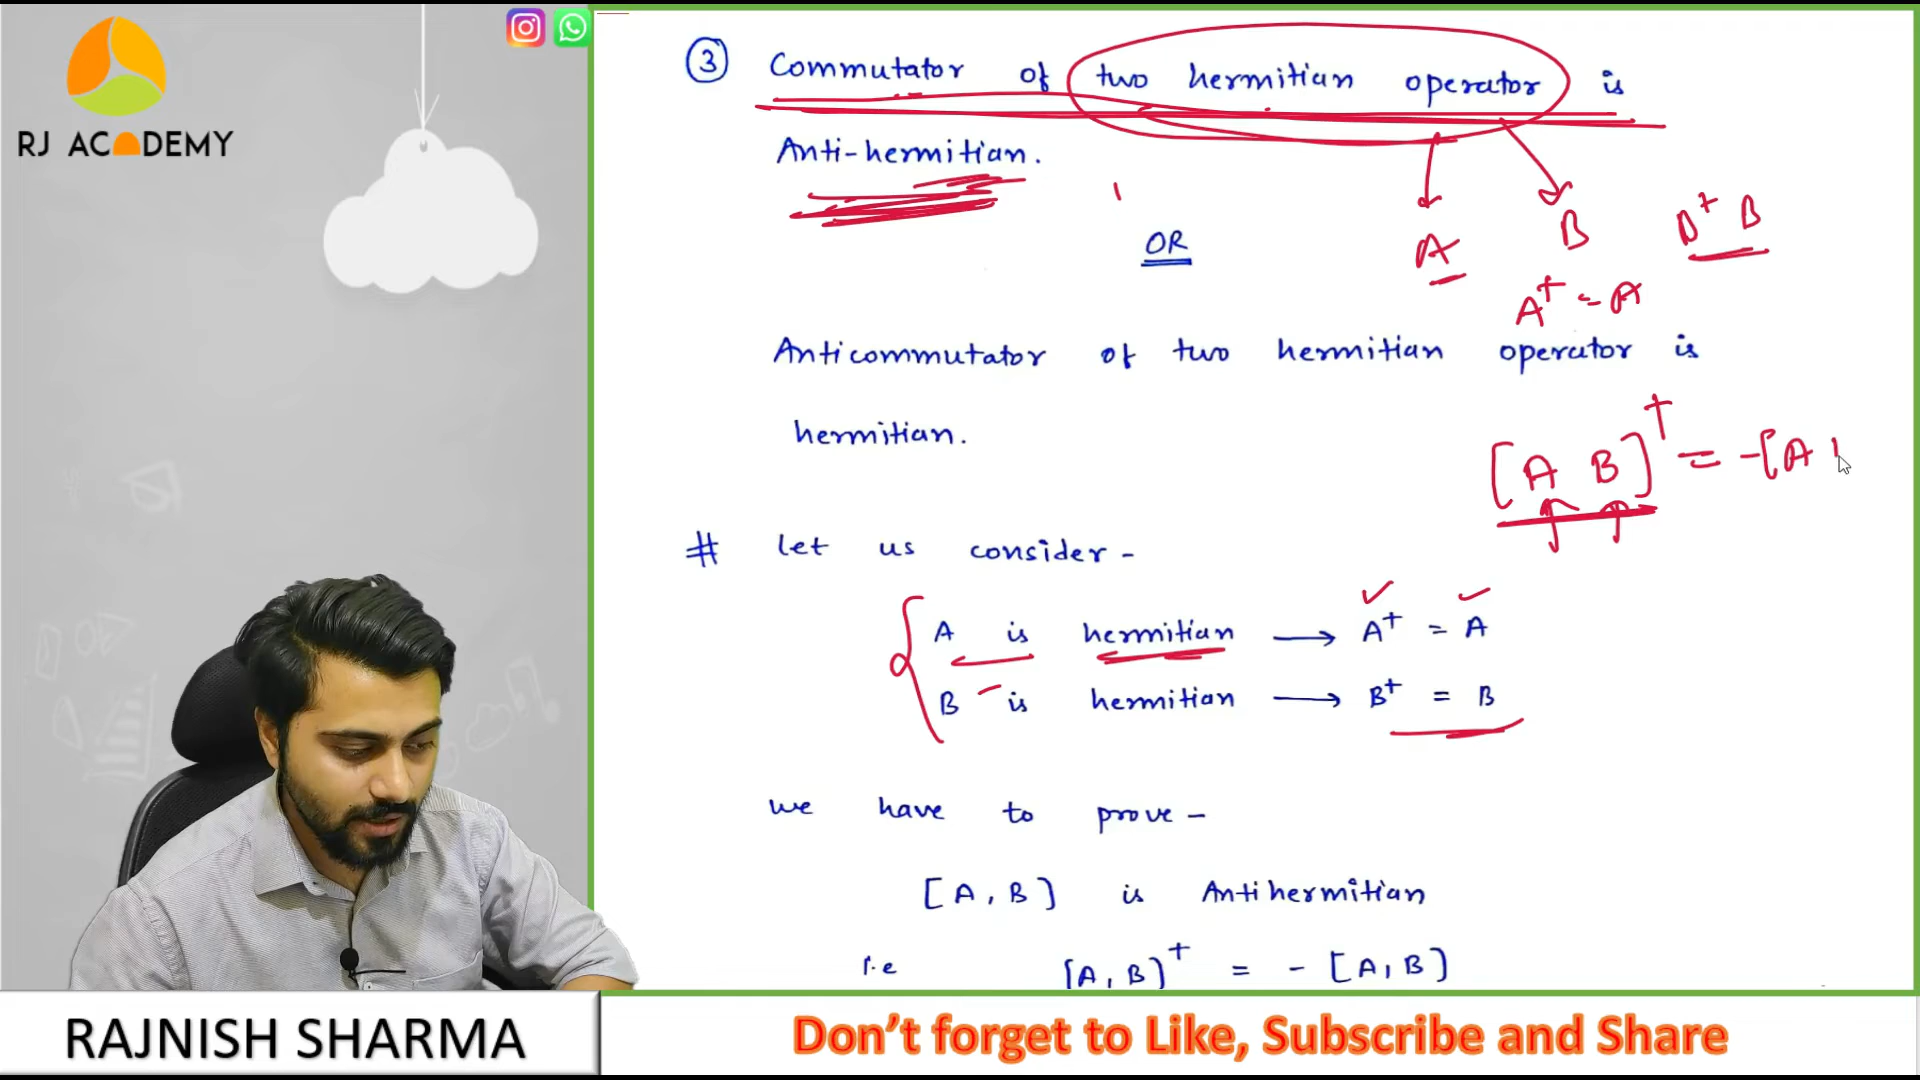 RJ ACADEMY
③ Commutator of two hermitian operator is
Anti-hermitian.
OR
A B B† B
A† = A
Anticommutator of two hermitian operator is
hermitian.
[A B]† = -[A
# Let us consider -
A is hermitian → A† = A
B is hermitian → B† = B
we have to prove -
[A, B] is Antihermitian
i.e [A, B]† = - [A, B]
RAJNISH SHARMA
Don't forget to Like, Subscribe and Share